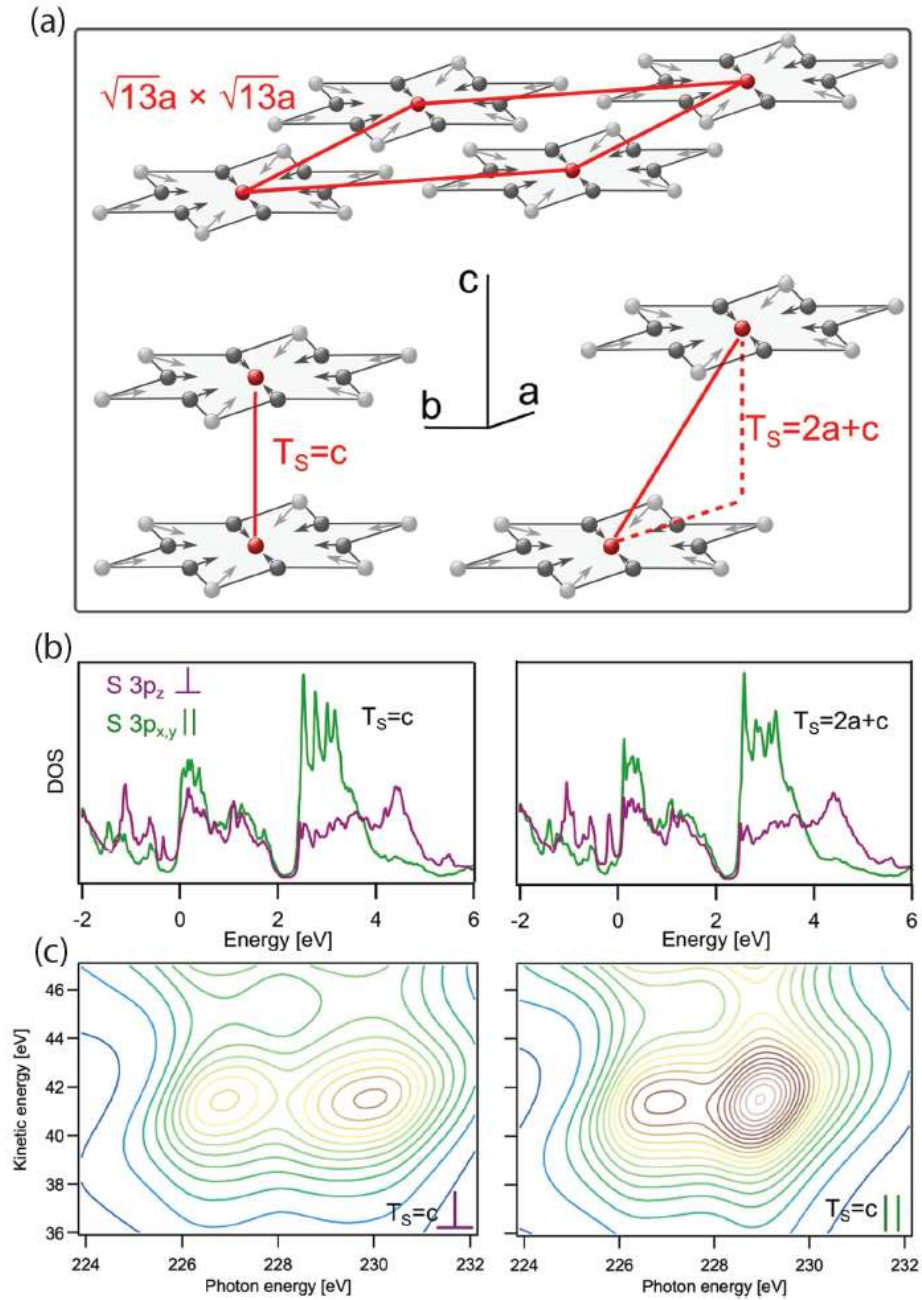 (a)
√13a × √13a
c
b
a
T_S=c
T_S=2a+c
(b)
S 3p_z ⊥
S 3p_x,y ||
T_S=c
T_S=2a+c
DOS
-2 0 2 4 6
-2 0 2 4 6
Energy [eV]
Energy [eV]
(c)
Kinetic energy [eV]
46
44
42
40
38
36
T_S=c ⊥
T_S=c ||
224 226 228 230 232
224 226 228 230 232
Photon energy [eV]
Photon energy [eV]